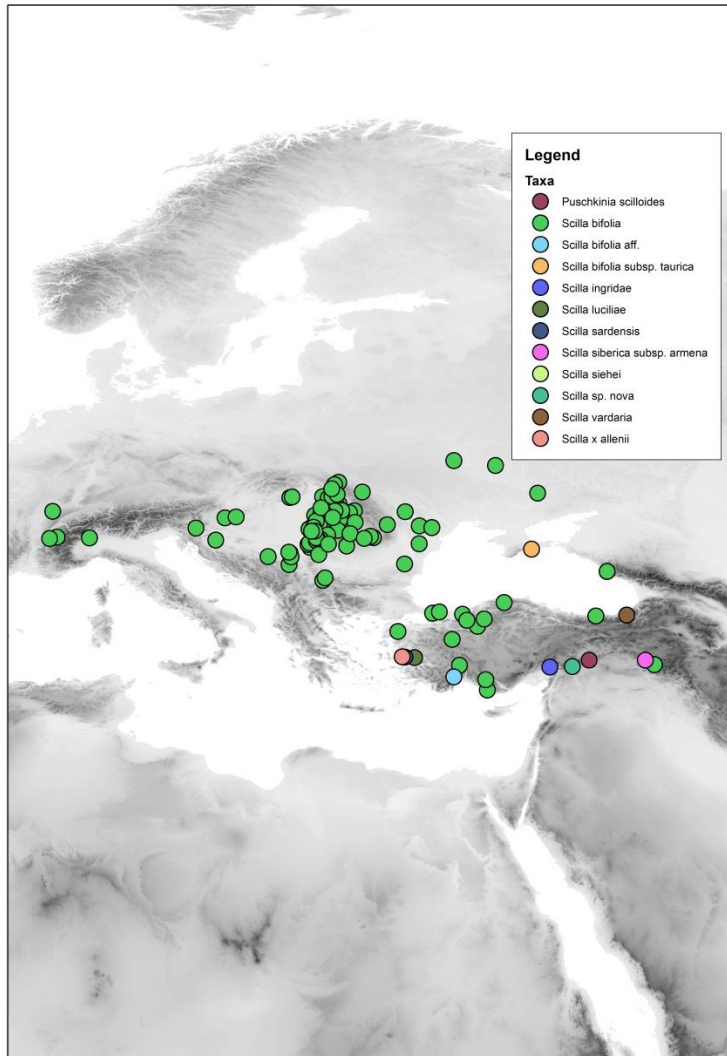 Legend
Taxa
Puschkinia scilloides
Scilla bifolia
Scilla bifolia aff.
Scilla bifolia subsp. taurica
Scilla ingridae
Scilla luciliae
Scilla sardensis
Scilla siberica subsp. armena
Scilla siehei
Scilla sp. nova
Scilla vardaria
Scilla x allenii